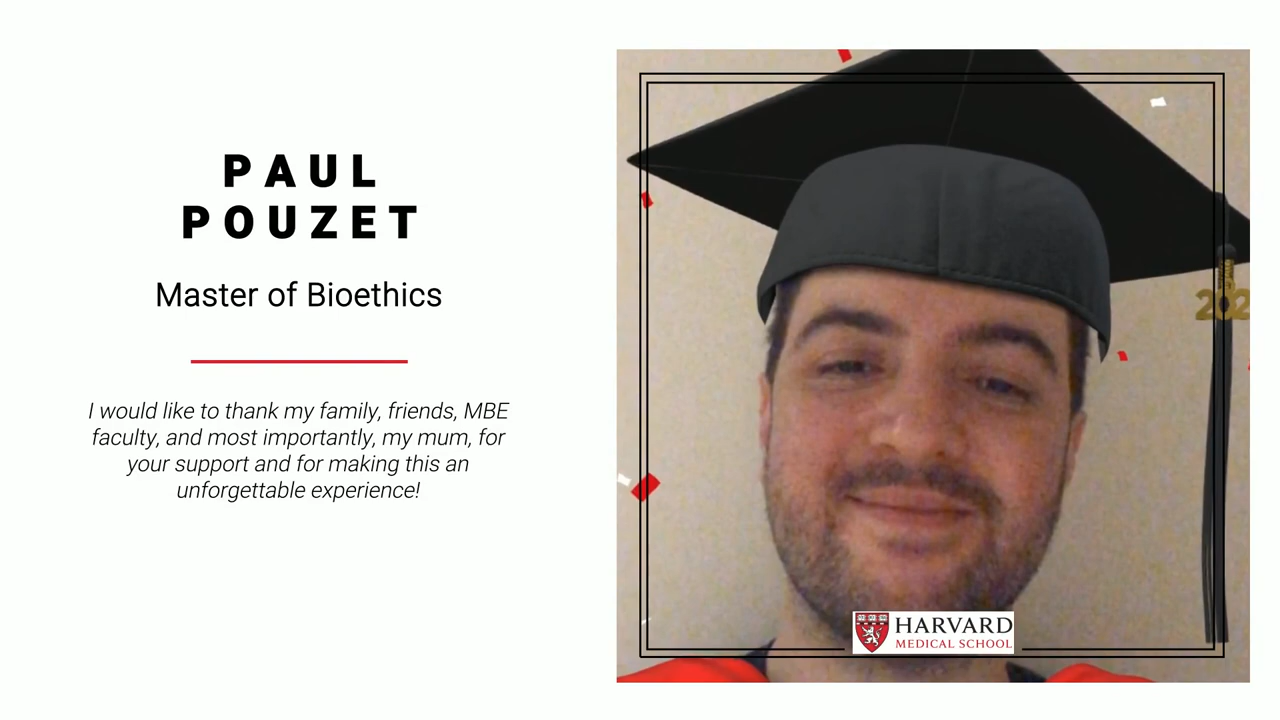 PAUL
POUZET
Master of Bioethics
I would like to thank my family, friends, MBE
faculty, and most importantly, my mum, for
your support and for making this an
unforgettable experience!
202
HARVARD
MEDICAL SCHOOL